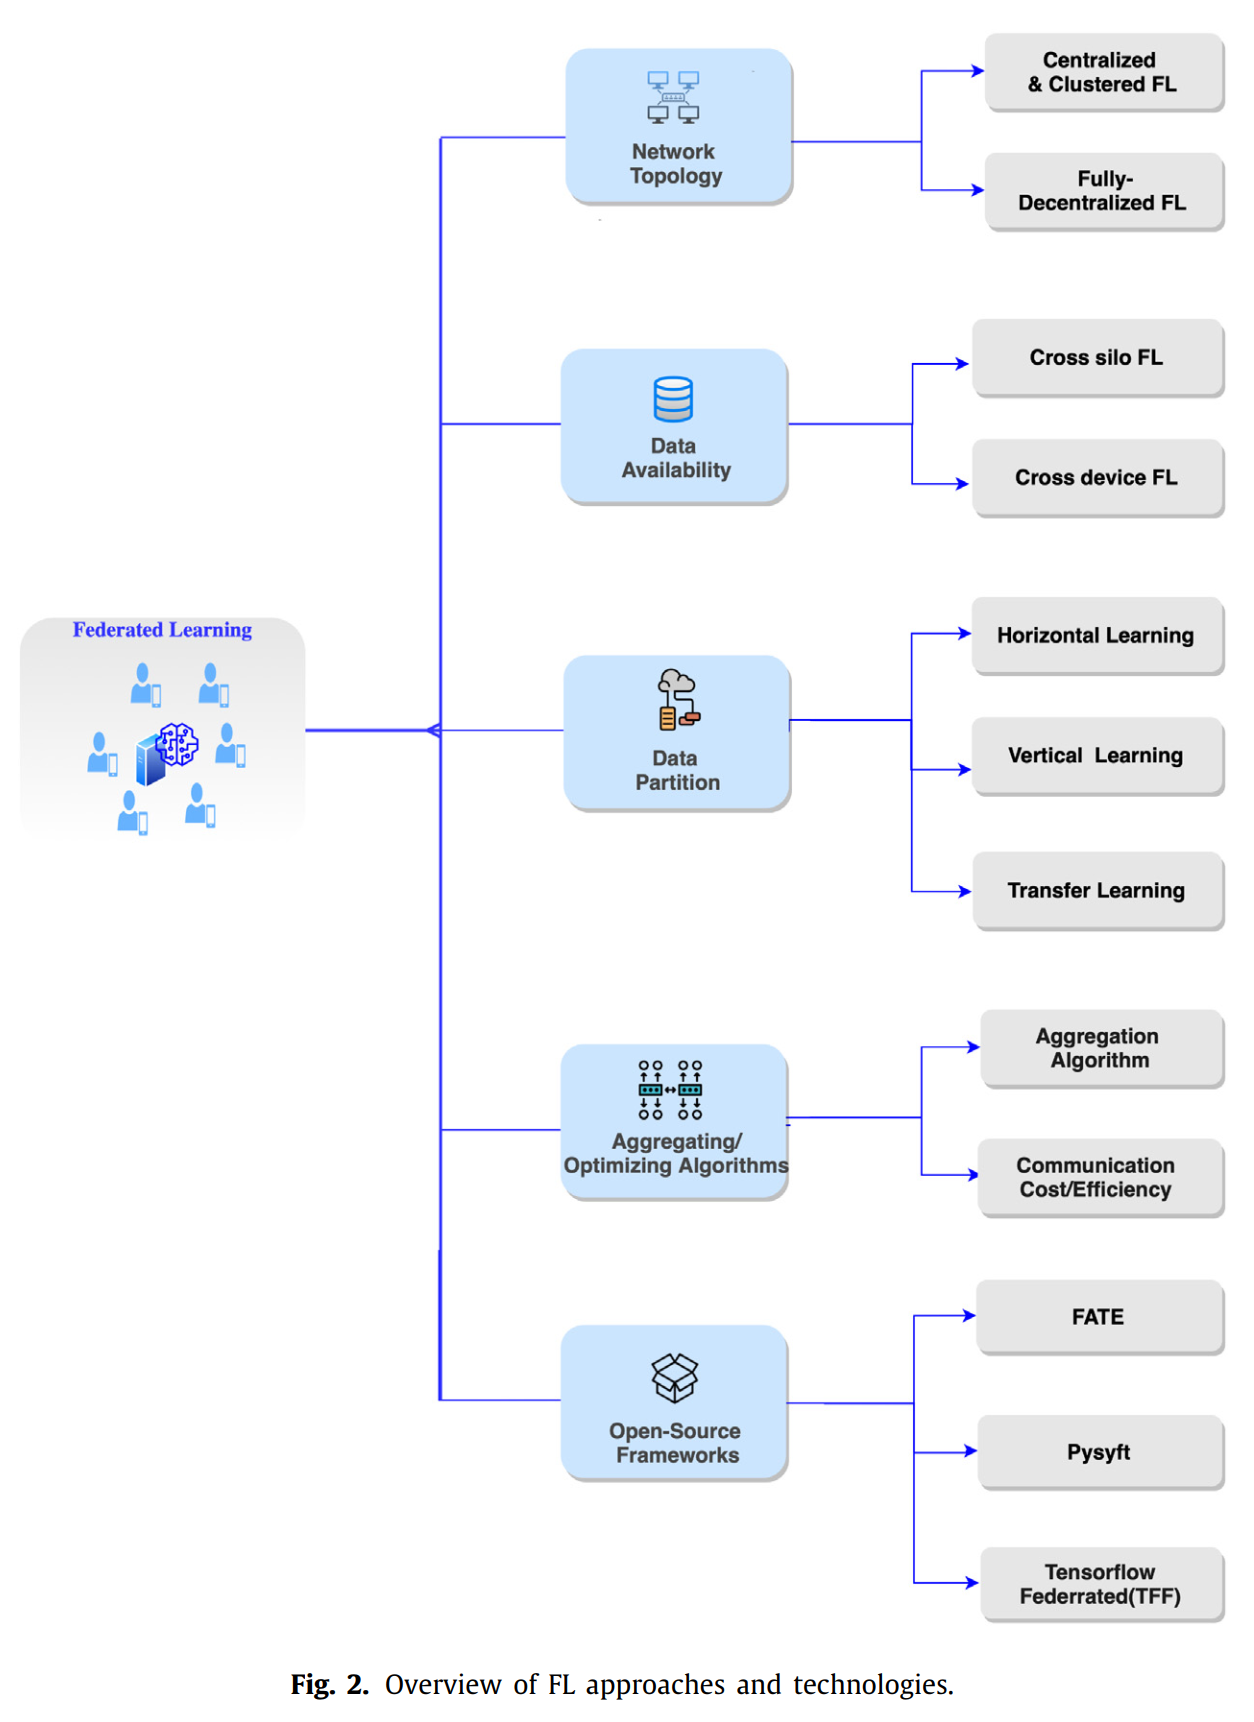 Centralized
& Clustered FL
Network
Topology
Fully-
Decentralized FL
Cross silo FL
Data
Availability
Cross device FL
Federated Learning
Horizontal Learning
Data
Partition
Vertical Learning
Transfer Learning
Aggregation
Algorithm
Aggregating/
Optimizing Algorithms
Communication
Cost/Efficiency
FATE
Open-Source
Frameworks
Pysyft
Tensorflow
Federrated(TFF)
Fig. 2. Overview of FL approaches and technologies.